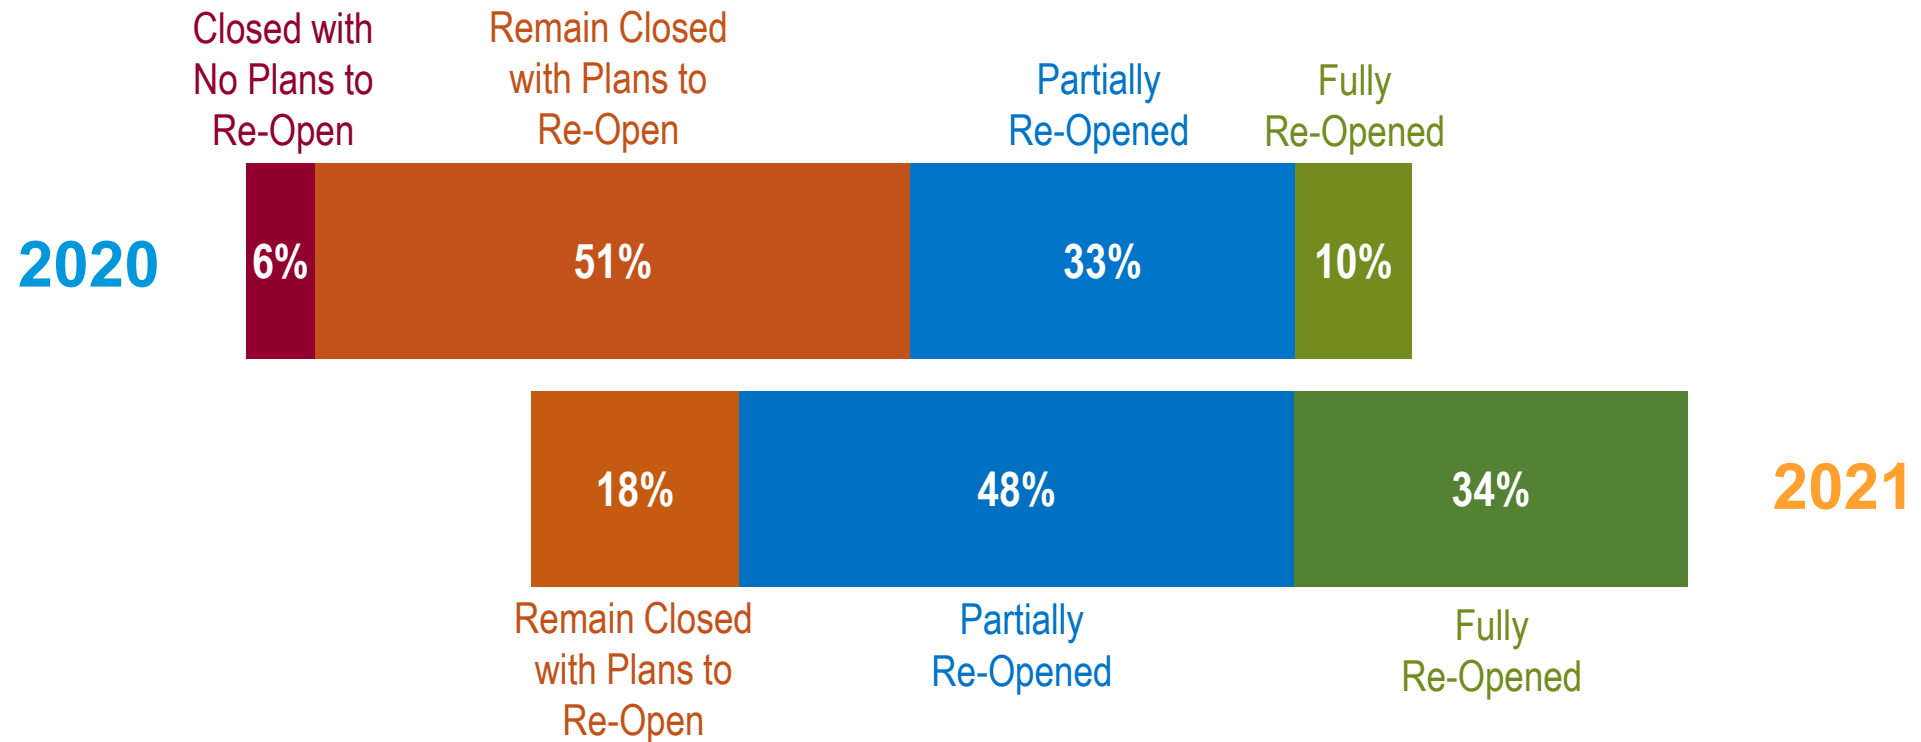 Closed with
No Plans to
Re-Open
Remain Closed
with Plans to
Re-Open
Partially
Re-Opened
Fully
Re-Opened
2020
6%
51%
33%
10%
18%
48%
34%
2021
Remain Closed
with Plans to
Re-Open
Partially
Re-Opened
Fully
Re-Opened